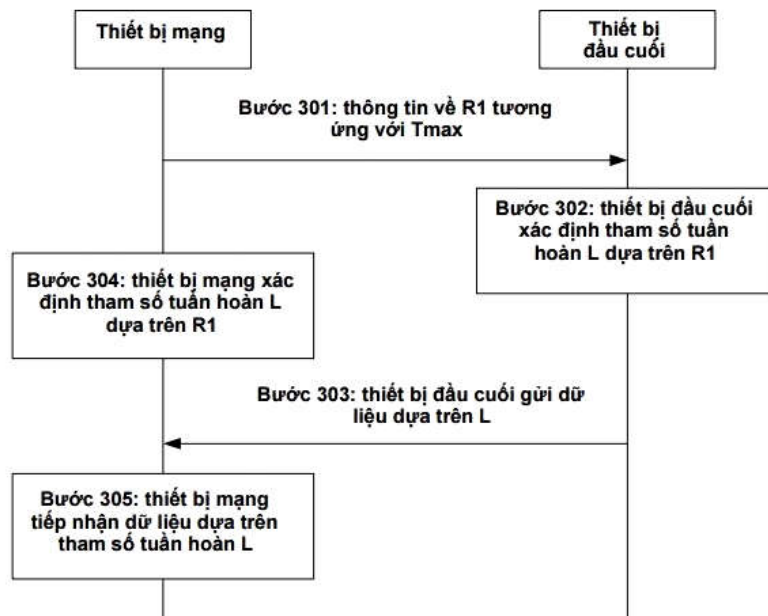 Thiết bị mạng
Thiết bị
đầu cuối
Bước 301: thông tin về R1 tương
ứng với Tmax
Bước 302: thiết bị đầu cuối
xác định tham số tuần
hoàn L dựa trên R1
Bước 304: thiết bị mạng xác
định tham số tuần hoàn L
dựa trên R1
Bước 303: thiết bị đầu cuối gửi dữ
liệu dựa trên L
Bước 305: thiết bị mạng
tiếp nhận dữ liệu dựa trên
tham số tuần hoàn L